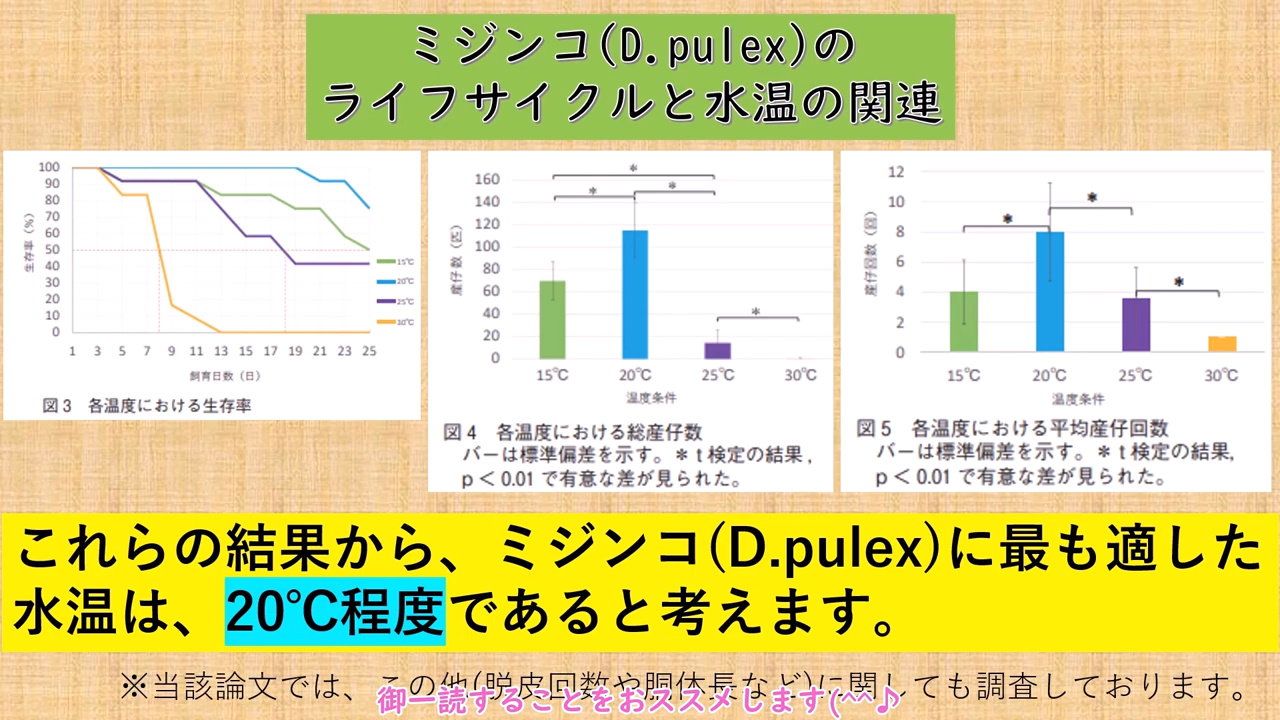 ミジンコ(D.pulex)の
ライフサイクルと水温の関連
生存率(%)
100
90
80
70
60
50
40
30
20
10
0
1 3 5 7 9 11 13 15 17 19 21 23 25
飼育日数(日)
15℃
20℃
25℃
30℃
図3 各温度における生存率
産仔数(匹)
160
140
120
100
80
60
40
20
0
* * * *
15℃ 20℃ 25℃ 30℃
温度条件
図4 各温度における総産仔数
バーは標準偏差を示す。*t検定の結果,
p<0.01で有意な差が見られた。
産仔回数(回)
12
10
8
6
4
2
0
* * *
15℃ 20℃ 25℃ 30℃
温度条件
図5 各温度における平均産仔回数
バーは標準偏差を示す。*t検定の結果,
p<0.01で有意な差が見られた。
これらの結果から、ミジンコ(D.pulex)に最も適した
水温は、20℃程度であると考えます。
※当該論文では、この他(脱皮回数や胴体長など)に関しても調査しております。
御一読することをおススメします(^^♪